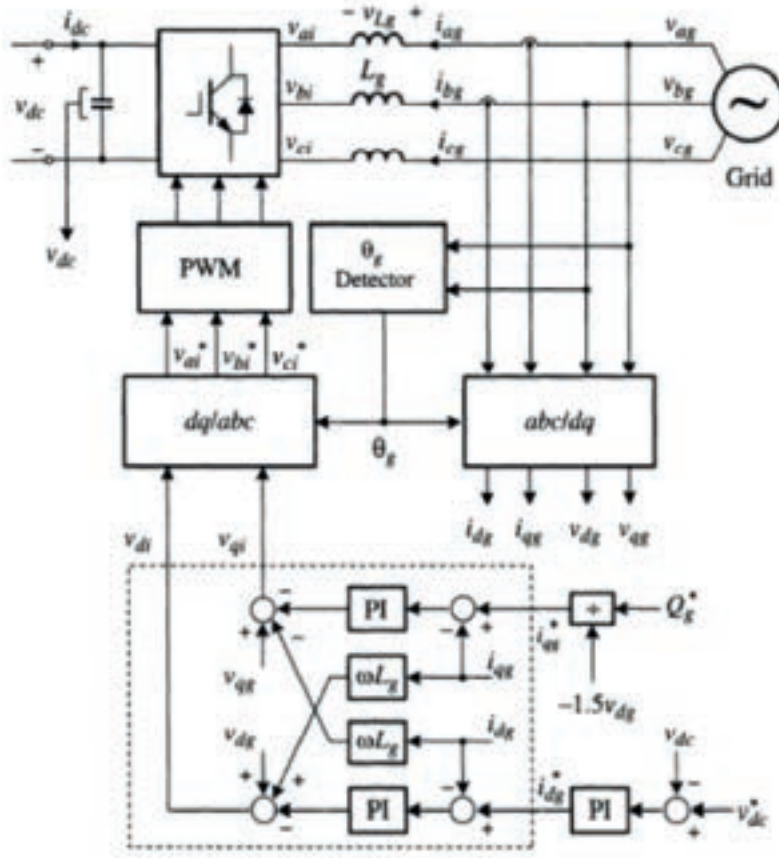 i_dc v_ai − v_Lg + i_ag v_ag
+
v_dc v_bi L_g i_bg v_bg
− v_ci i_cg v_cg
Grid
v_dc
PWM
θ_g
Detector
v_ai* v_bi* v_ci*
dq/abc θ_g abc/dq
i_dg i_qg v_dg v_qg
v_di v_qi
− PI − + i_qg* ÷ Q_g*
+ −
v_qg ωL_g i_qg −1.5v_dg
v_dg ωL_g i_dg v_dc
+ +
− PI − + i_dg* PI − + v_dc*